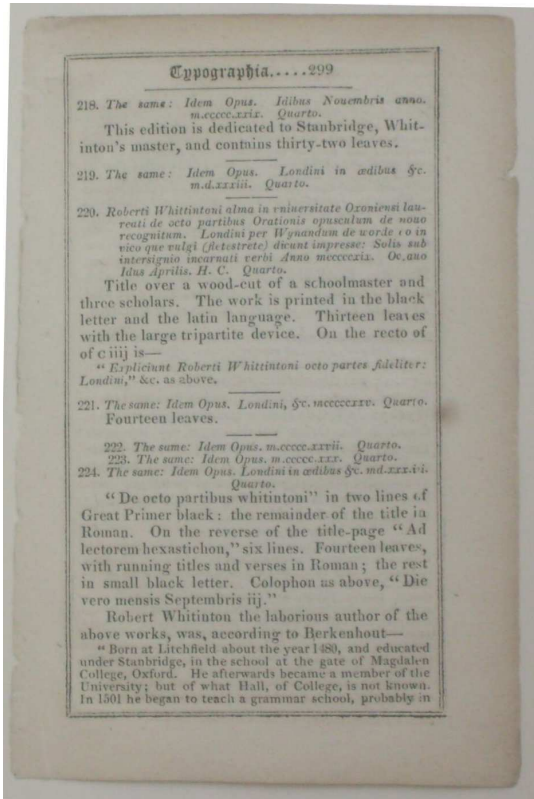 Typographia.....299
218. The same: Idem Opus. Idibus Nouembris anno.
m.ccccc.xxix. Quarto.
This edition is dedicated to Stanbridge, Whit-
inton's master, and contains thirty-two leaves.
219. The same: Idem Opus. Londini in ædibus &c.
m.d.xxxiii. Quarto.
220. Roberti Whittintoni alma in vniuersitate Oxoniensi lau-
reati de octo partibus Orationis opusculum de nouo
recognitum. Londini per Wynandum de worde in
vico que vulgi (fletestrete) dicunt impresse: Solis sub
intersignio incarnati verbi Anno mcccccxix.
Idus Aprilis. H. C. Quarto.
Title over a wood-cut of a schoolmaster and
three scholars. The work is printed in the black
letter and the latin language. Thirteen leaves
with the large tripartite device. On the recto of
of c iiij is—
"Expliciunt Roberti Whittintoni octo partes fideliter:
Londini," &c. as above.
221. The same: Idem Opus. Londini, &c. mcccccxxv. Quarto.
Fourteen leaves.
222. The same: Idem Opus. m.ccccc.xxvii. Quarto.
223. The same: Idem Opus. m.ccccc.xxx. Quarto.
224. The same: Idem Opus. Londini in ædibus &c.
Quarto.
"De octo partibus whitintoni" in two lines of
Great Primer black: the remainder of the title in
Roman. On the reverse of the title-page "Ad
lectorem hexastichon," six lines. Fourteen leaves,
with running titles and verses in Roman; the rest
in small black letter. Colophon as above, "Die
vero mensis Septembris iij."
Robert Whitinton the laborious author of the
above works, was, according to Berkenhout—
"Born at Litchfield about the year 1480, and educated
under Stanbridge, in the school at the gate of Magdalen
College, Oxford. He afterwards became a member of the
University; but of what Hall, of College, is not known.
In 1501 he began to teach a grammar school, probably in